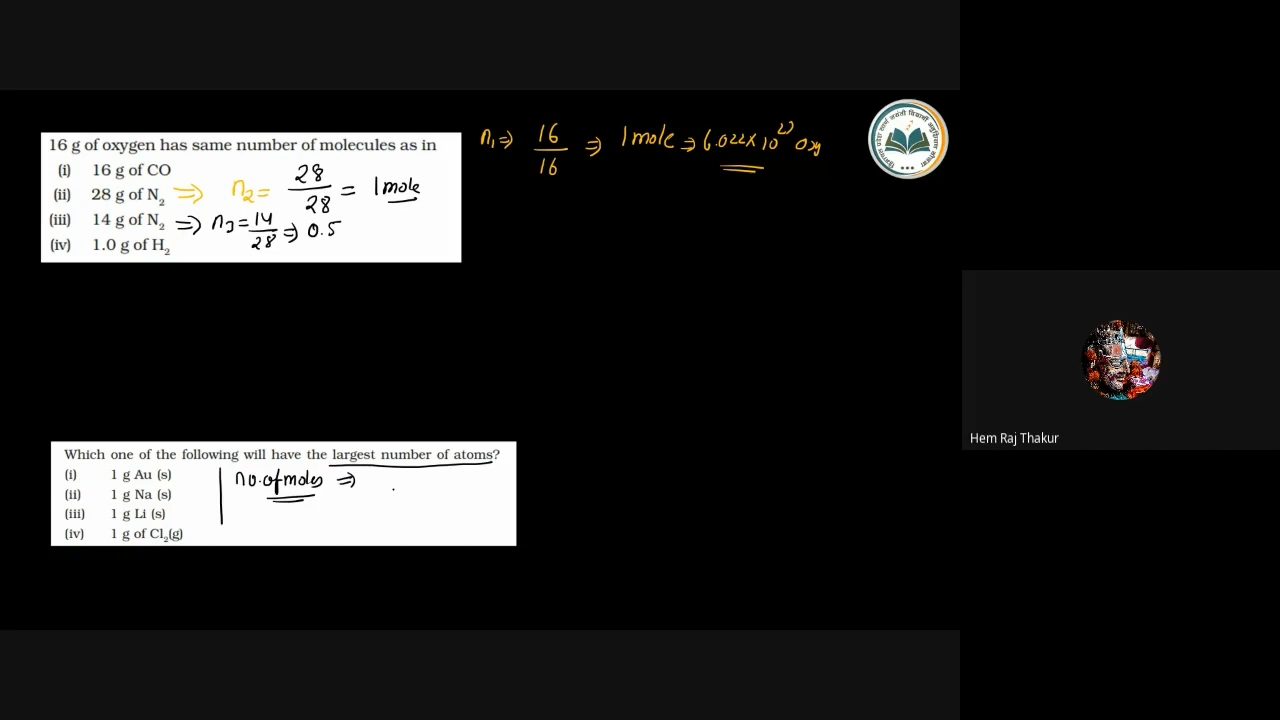 16 g of oxygen has same number of molecules as in
n₁ ⇒ 16/16 ⇒ 1 mole ⇒ 6.022 × 10²³ oxy
(i) 16 g of CO
(ii) 28 g of N₂ ⇒ n₂ = 28/28 = 1 mole
(iii) 14 g of N₂ ⇒ n₃ = 14/28 ⇒ 0.5
(iv) 1.0 g of H₂
Hem Raj Thakur
Which one of the following will have the largest number of atoms?
(i) 1 g Au (s)
no. of moles ⇒
(ii) 1 g Na (s)
(iii) 1 g Li (s)
(iv) 1 g of Cl₂(g)